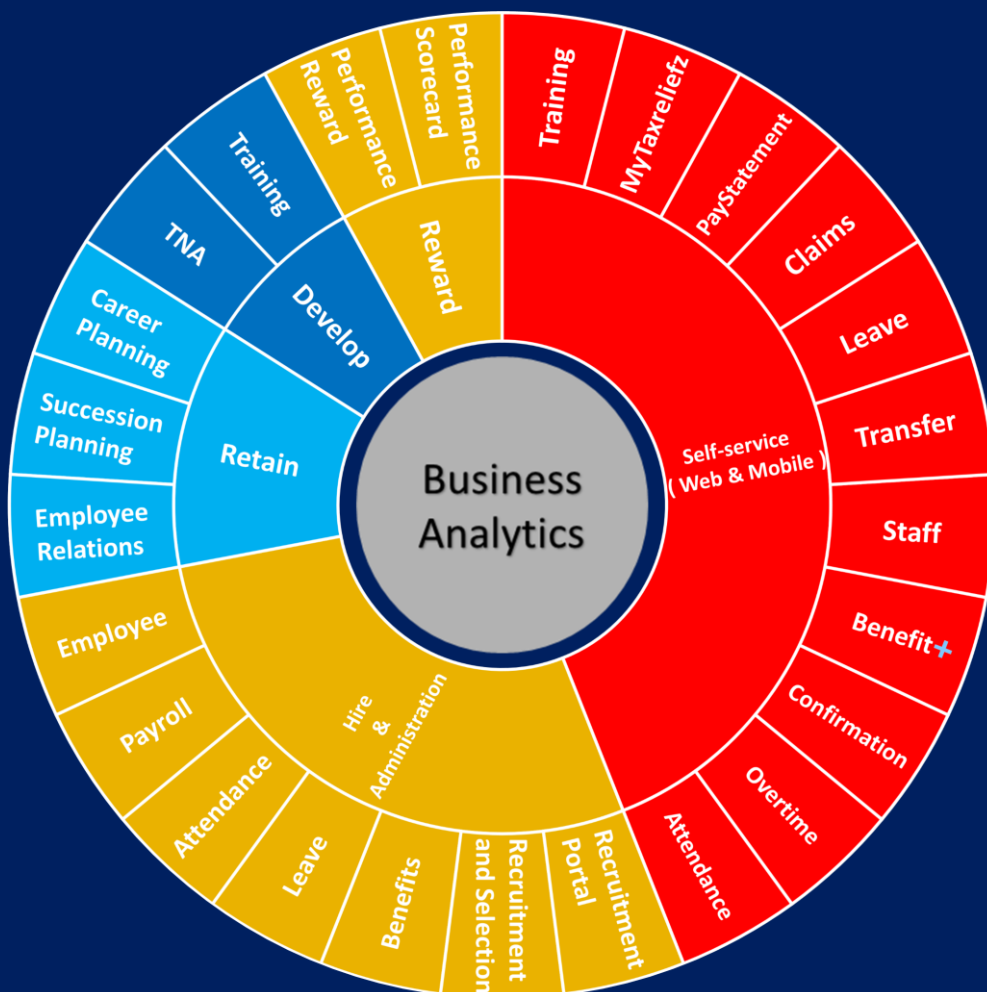 Business
Analytics
Self-service
( Web & Mobile )
Training
MyTaxreliefz
PayStatement
Claims
Leave
Transfer
Staff
Benefit+
Confirmation
Overtime
Attendance
Hire
&
Administration
Recruitment
Portal
Recruitment
and Selection
Benefits
Leave
Attendance
Payroll
Employee
Retain
Employee
Relations
Succession
Planning
Career
Planning
Develop
TNA
Training
Reward
Performance
Reward
Performance
Scorecard